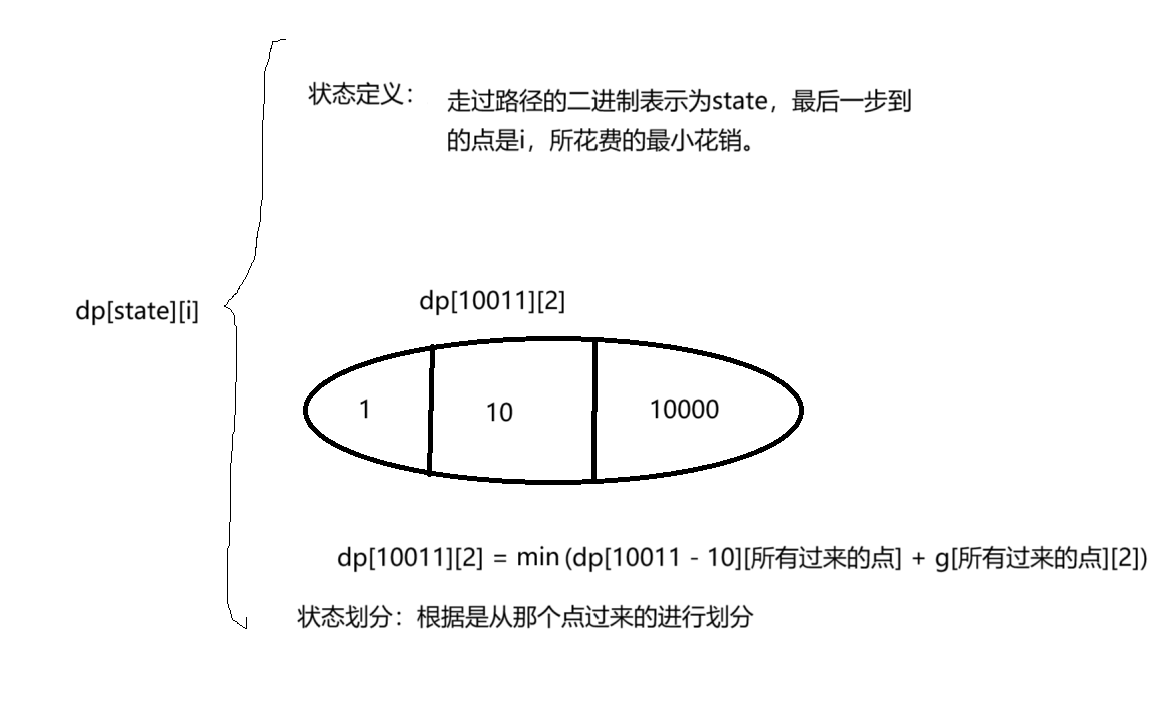 状态定义：
走过路径的二进制表示为state，最后一步到
的点是i，所花费的最小花销。
dp[state][i]
dp[10011][2]
1
10
10000
dp[10011][2] = min (dp[10011 - 10][所有过来的点] + g[所有过来的点][2])
状态划分：根据是从那个点过来的进行划分